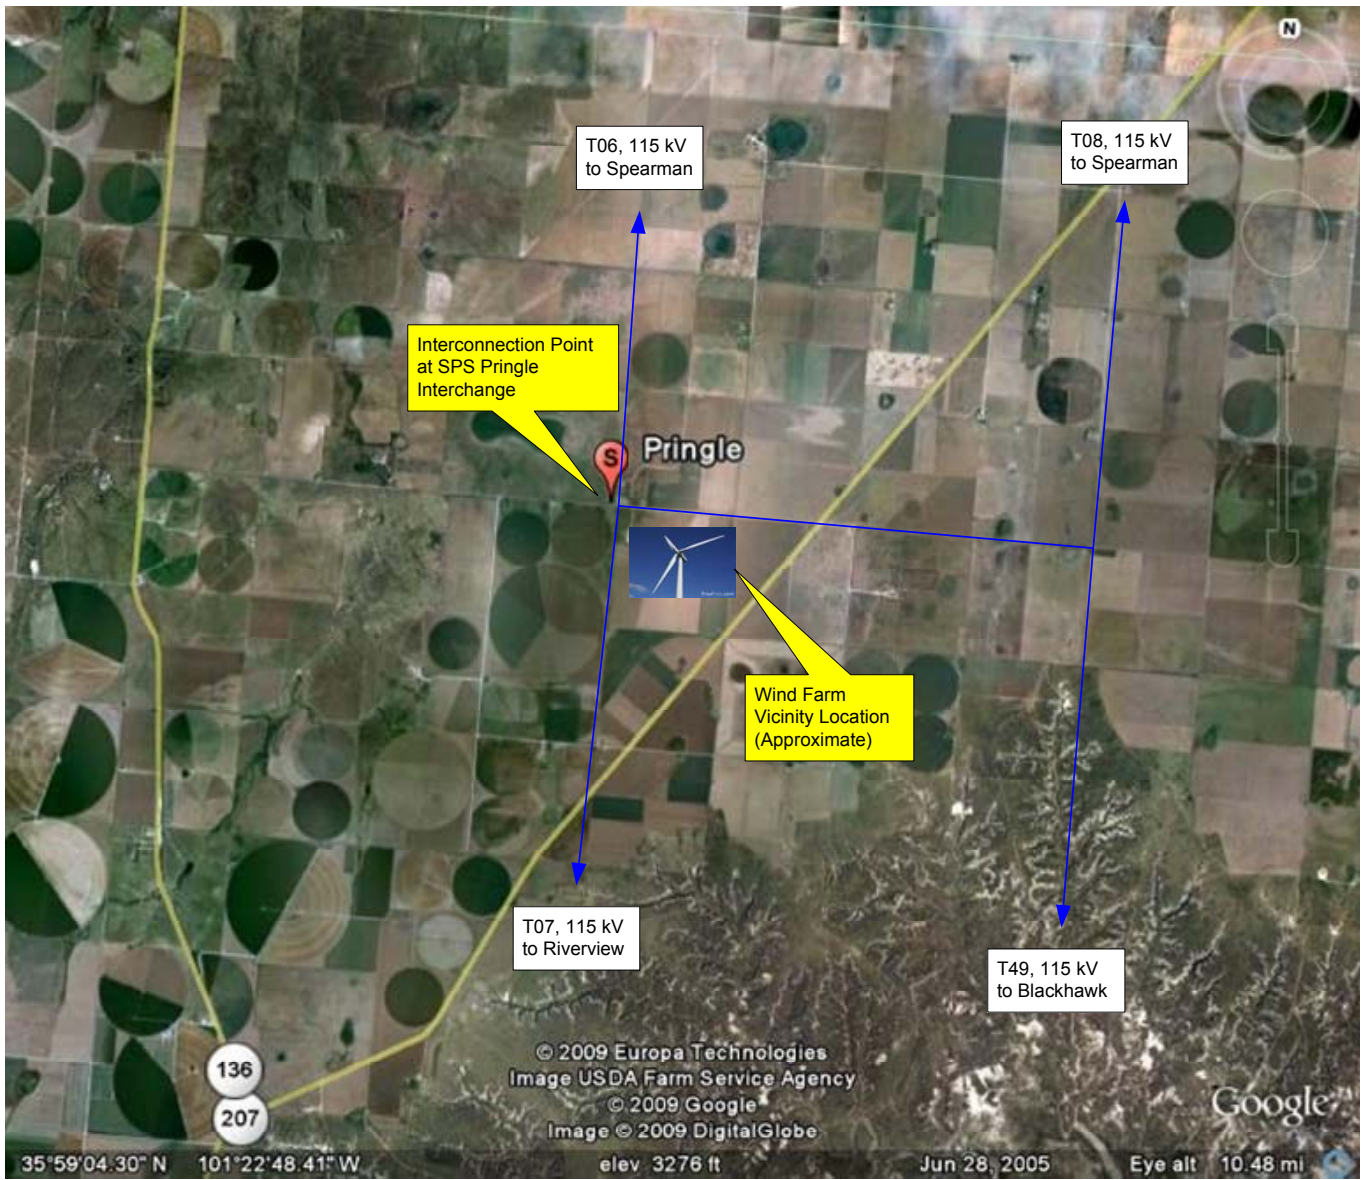 N
T06, 115 kV
to Spearman
T08, 115 kV
to Spearman
Interconnection Point
at SPS Pringle
Interchange
S
Pringle
Wind Farm
Vicinity Location
(Approximate)
T07, 115 kV
to Riverview
T49, 115 kV
to Blackhawk
136
207
© 2009 Europa Technologies
Image USDA Farm Service Agency
© 2009 Google
Image © 2009 DigitalGlobe
Google
35°59'04.30" N 101°22'48.41" W elev 3276 ft Jun 28, 2005 Eye alt 10.48 mi